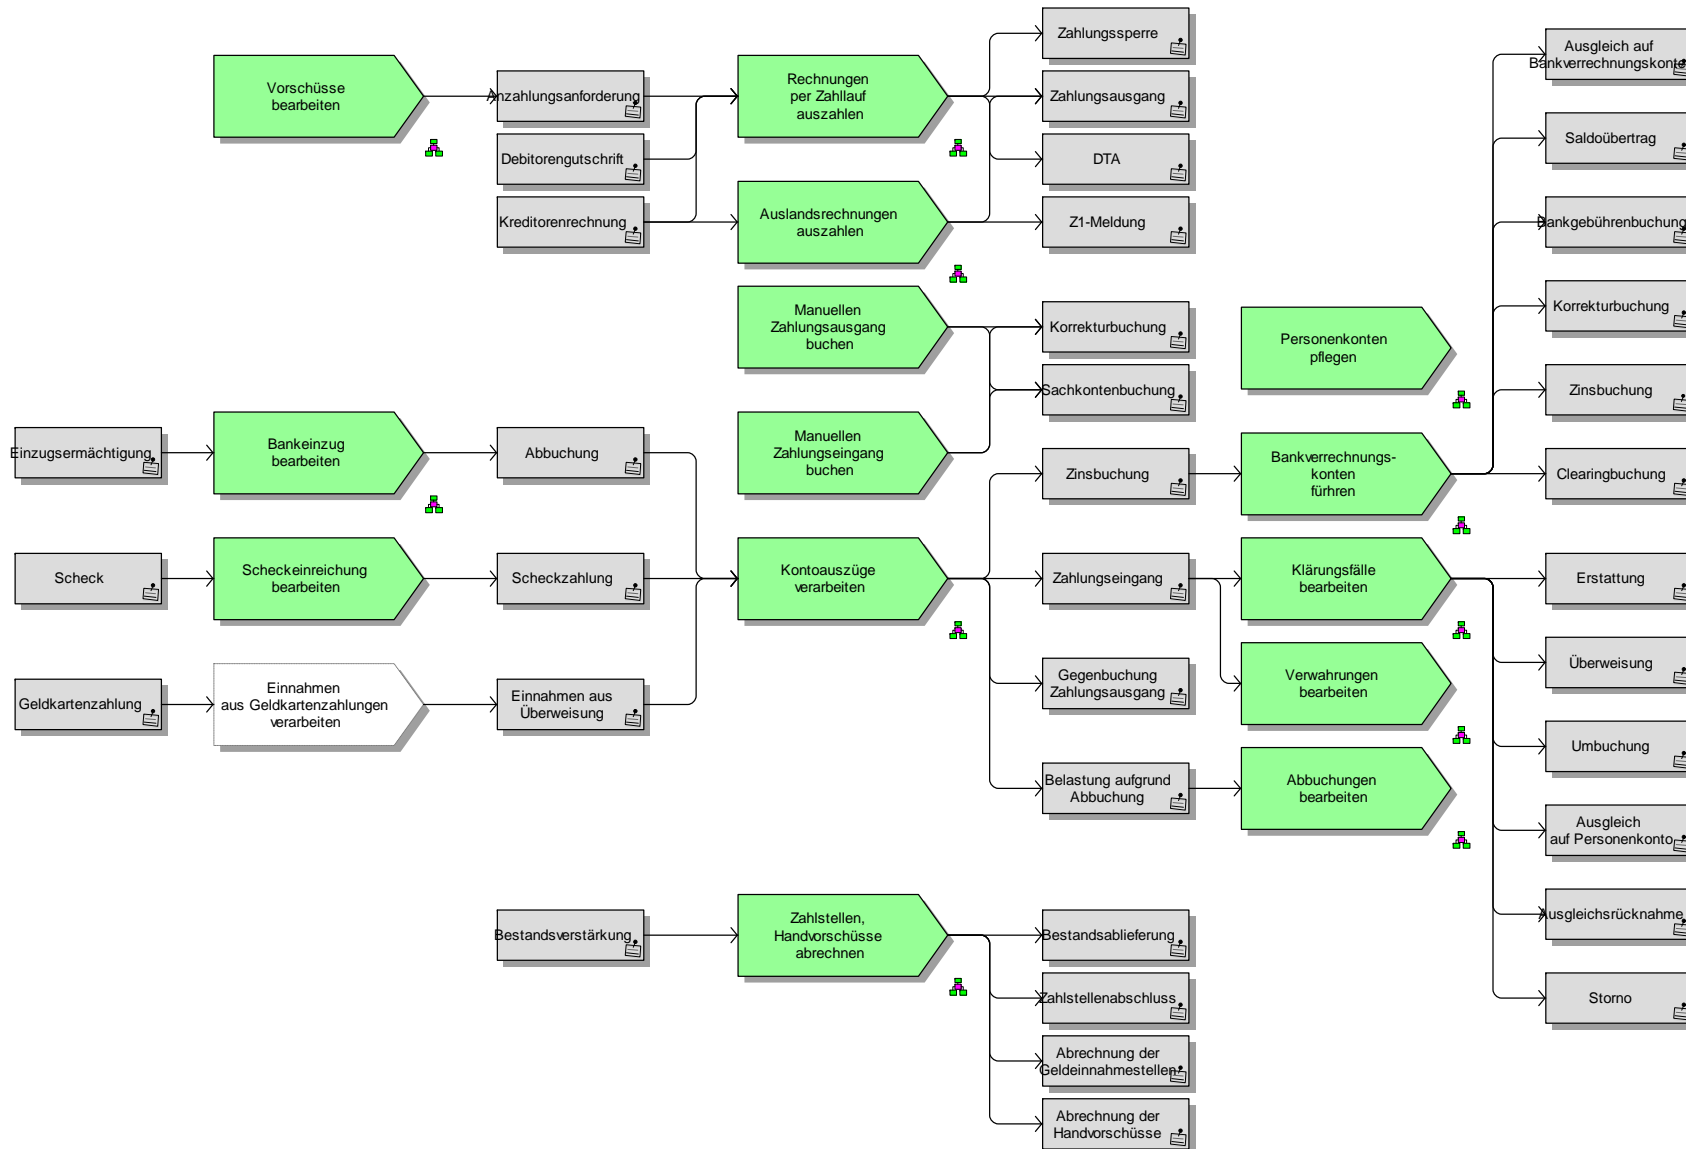 Zahlungssperre
Ausgleich auf
Bankverrechnungskonto
Vorschüsse
bearbeiten
Anzahlungsanforderung
Rechnungen
per Zahllauf
auszahlen
Zahlungsausgang
Saldoübertrag
Debitorengutschrift
DTA
Kreditorenrechnung
Auslandsrechnungen
auszahlen
Z1-Meldung
Bankgebührenbuchung
Manuellen
Zahlungsausgang
buchen
Korrekturbuchung
Personenkonten
pflegen
Korrekturbuchung
Sachkontenbuchung
Zinsbuchung
Einzugsermächtigung
Bankeinzug
bearbeiten
Abbuchung
Manuellen
Zahlungseingang
buchen
Zinsbuchung
Bankverrechnungs-
konten
fürhren
Clearingbuchung
Scheck
Scheckeinreichung
bearbeiten
Scheckzahlung
Kontoauszüge
verarbeiten
Zahlungseingang
Klärungsfälle
bearbeiten
Erstattung
Geldkartenzahlung
Einnahmen
aus Geldkartenzahlungen
verarbeiten
Einnahmen aus
Überweisung
Gegenbuchung
Zahlungsausgang
Verwahrungen
bearbeiten
Überweisung
Umbuchung
Belastung aufgrund
Abbuchung
Abbuchungen
bearbeiten
Ausgleich
auf Personenkonto
Bestandsverstärkung
Zahlstellen,
Handvorschüsse
abrechnen
Bestandsablieferung
Ausgleichsrücknahme
Zahlstellenabschluss
Storno
Abrechnung der
Geldeinnahmestellen
Abrechnung der
Handvorschüsse